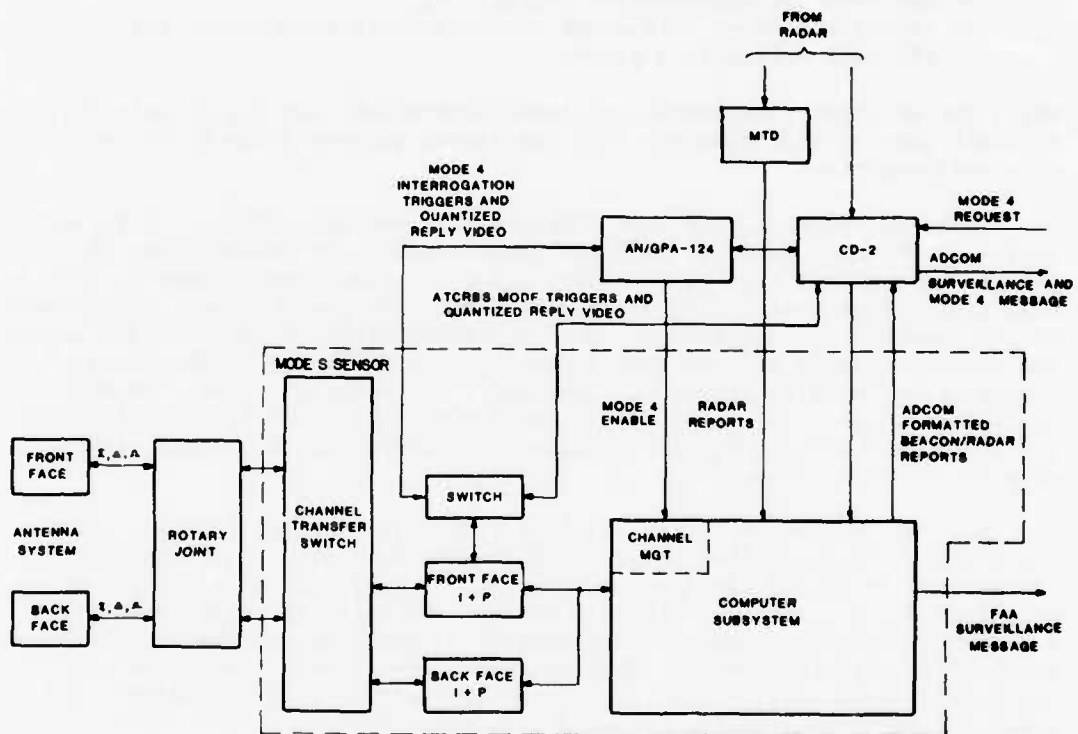 FROM
RADAR
MTD
MODE 4
INTERROGATION
TRIGGERS AND
QUANTIZED
REPLY VIDEO
AN/GPA-124
CD-2
MODE 4
REQUEST
ADCOM
SURVEILLANCE AND
MODE 4 MESSAGE
ATCRBS MODE TRIGGERS AND
QUANTIZED REPLY VIDEO
MODE S SENSOR
MODE 4
ENABLE
RADAR
REPORTS
ADCOM
FORMATTED
BEACON/RADAR
REPORTS
FRONT
FACE
Σ, Δ, Ω
ANTENNA
SYSTEM
ROTARY
JOINT
CHANNEL
TRANSFER
SWITCH
SWITCH
FRONT FACE
I + P
CHANNEL
MGT
COMPUTER
SUBSYSTEM
BACK
FACE
Σ, Δ, Ω
BACK FACE
I + P
FAA
SURVEILLANCE
MESSAGE